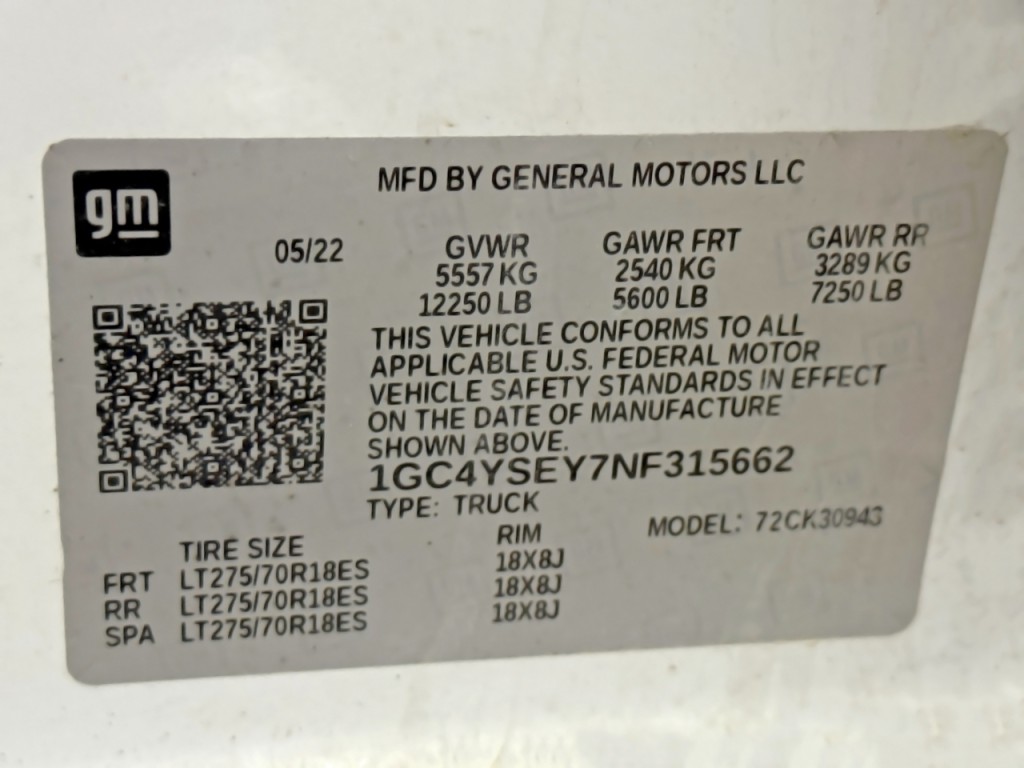 gm
MFD BY GENERAL MOTORS LLC
05/22 GVWR GAWR FRT GAWR RR
5557 KG 2540 KG 3289 KG
12250 LB 5600 LB 7250 LB
THIS VEHICLE CONFORMS TO ALL
APPLICABLE U.S. FEDERAL MOTOR
VEHICLE SAFETY STANDARDS IN EFFECT
ON THE DATE OF MANUFACTURE
SHOWN ABOVE.
1GC4YSEY7NF315662
TYPE: TRUCK MODEL: 72CK30943
TIRE SIZE RIM
FRT LT275/70R18ES 18X8J
RR LT275/70R18ES 18X8J
SPA LT275/70R18ES 18X8J